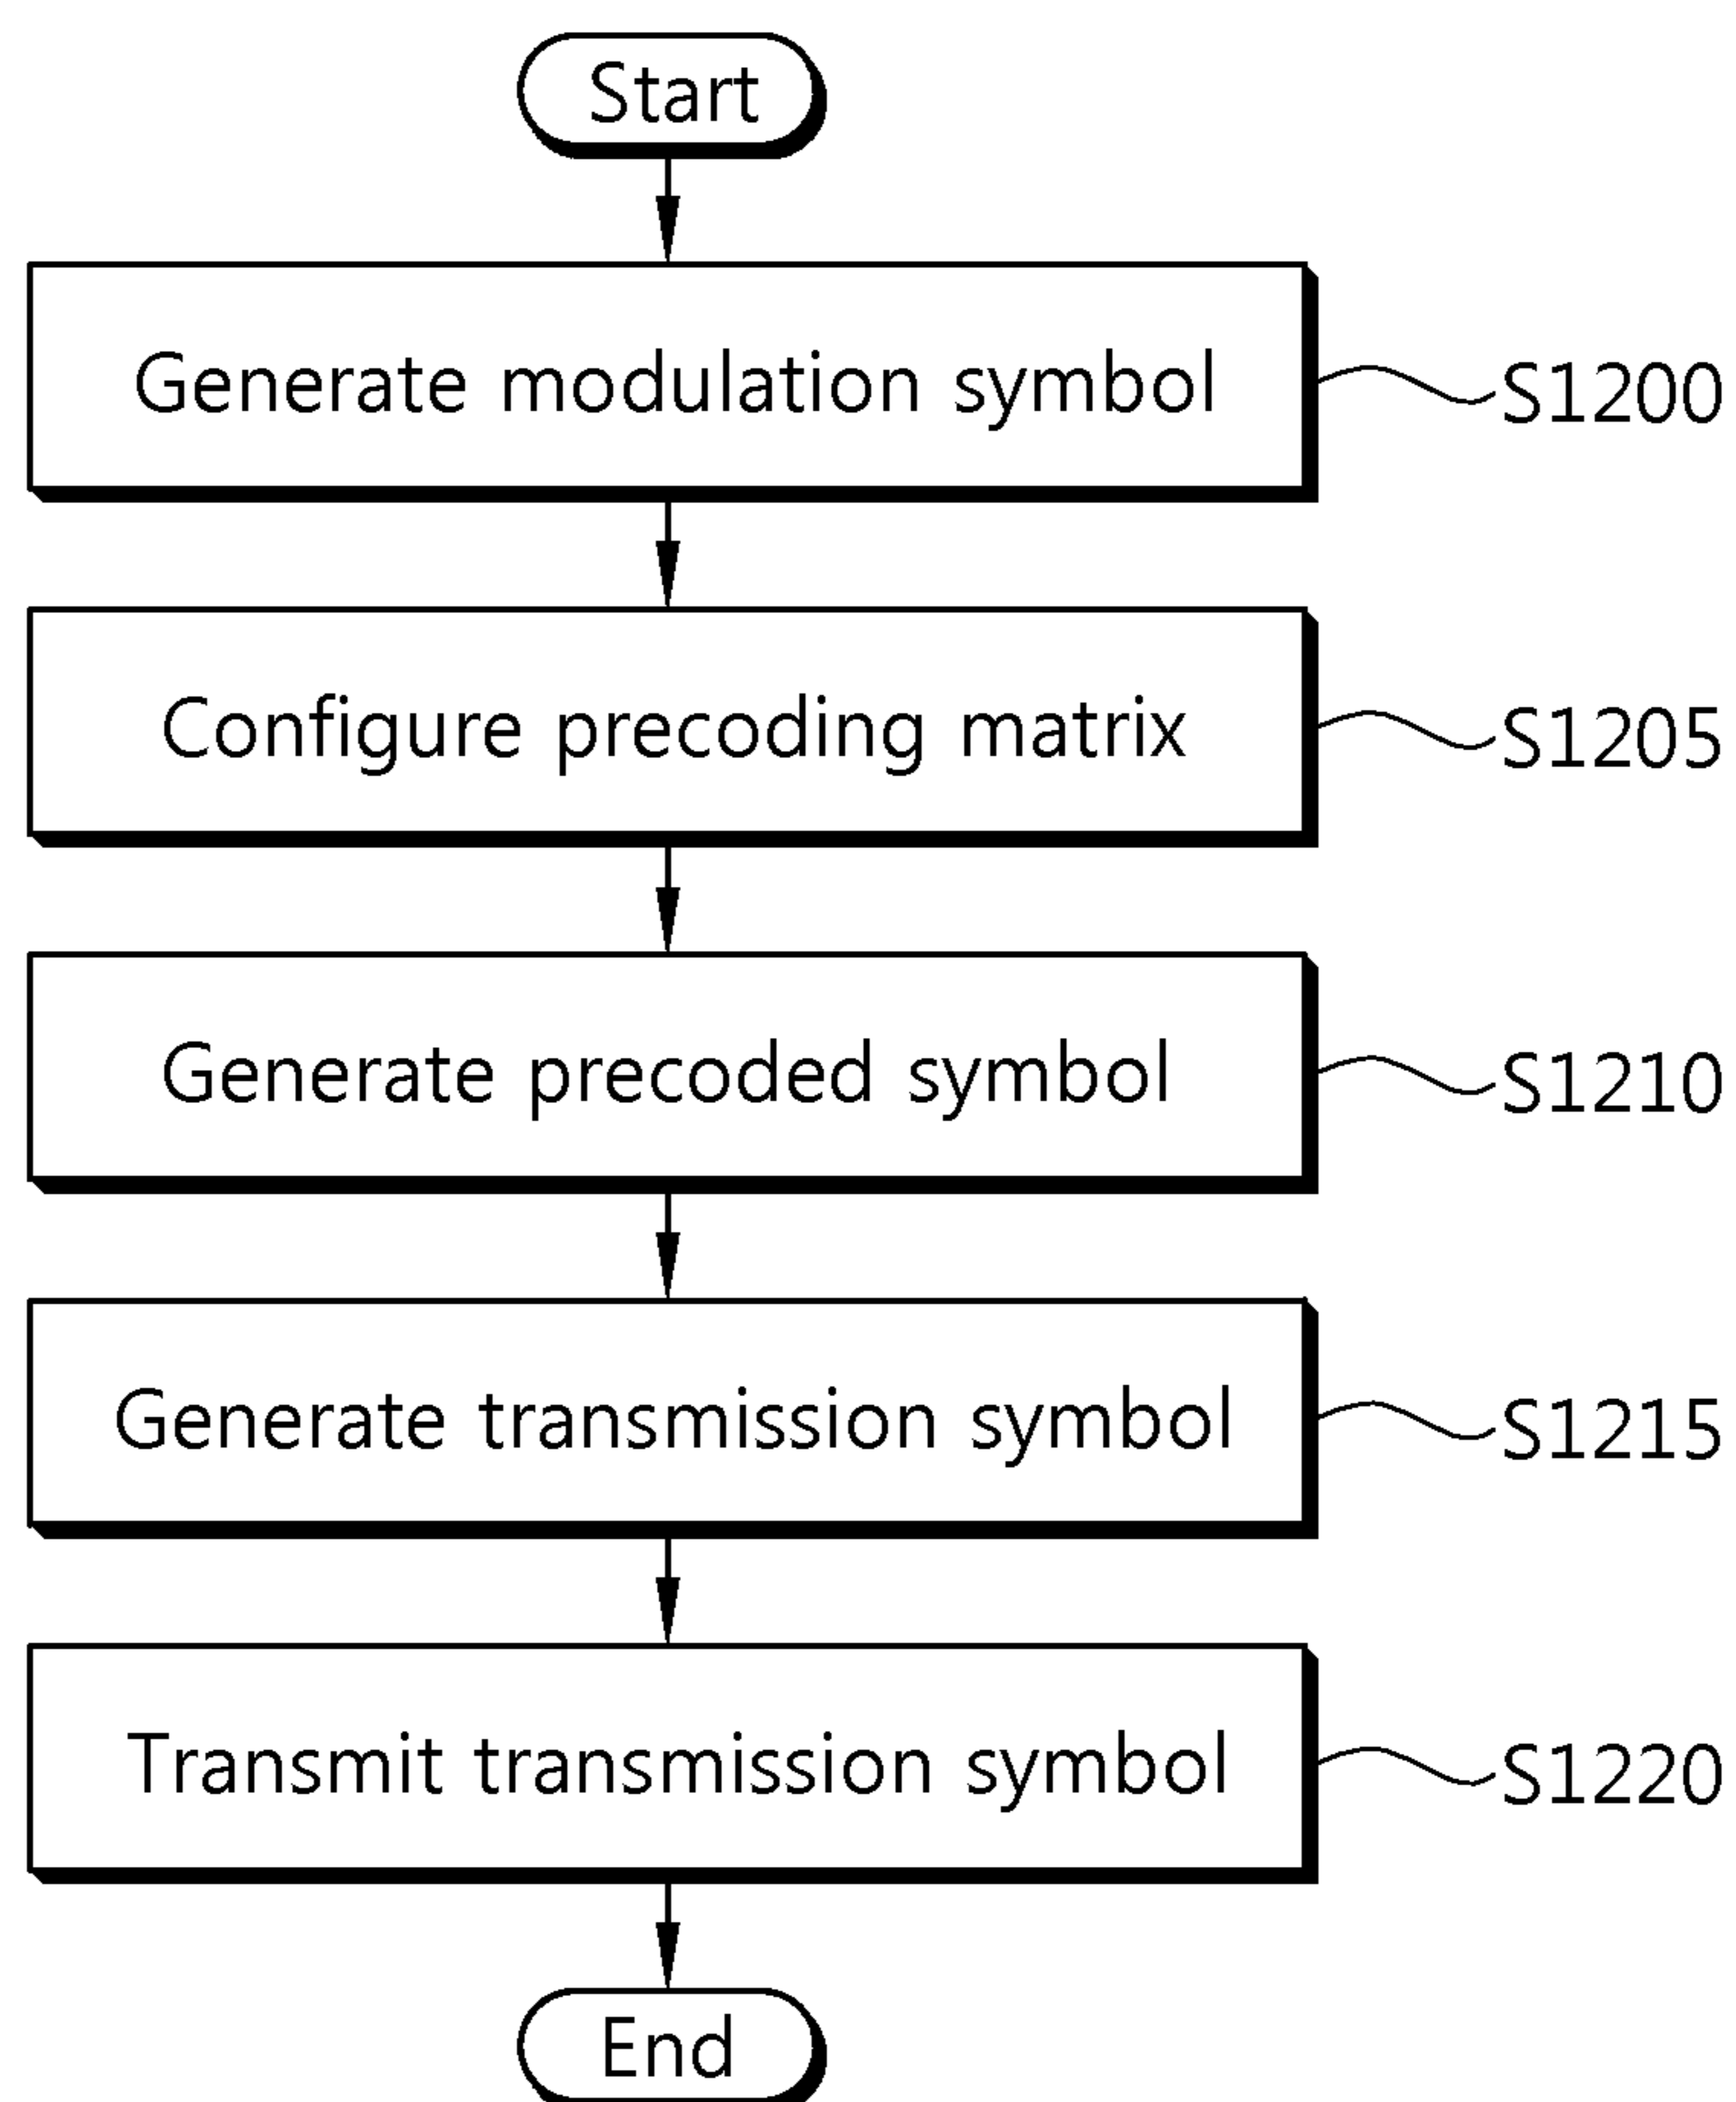 Start
Generate modulation symbol
S1200
Configure precoding matrix
S1205
Generate precoded symbol
S1210
Generate transmission symbol
S1215
Transmit transmission symbol
S1220
End